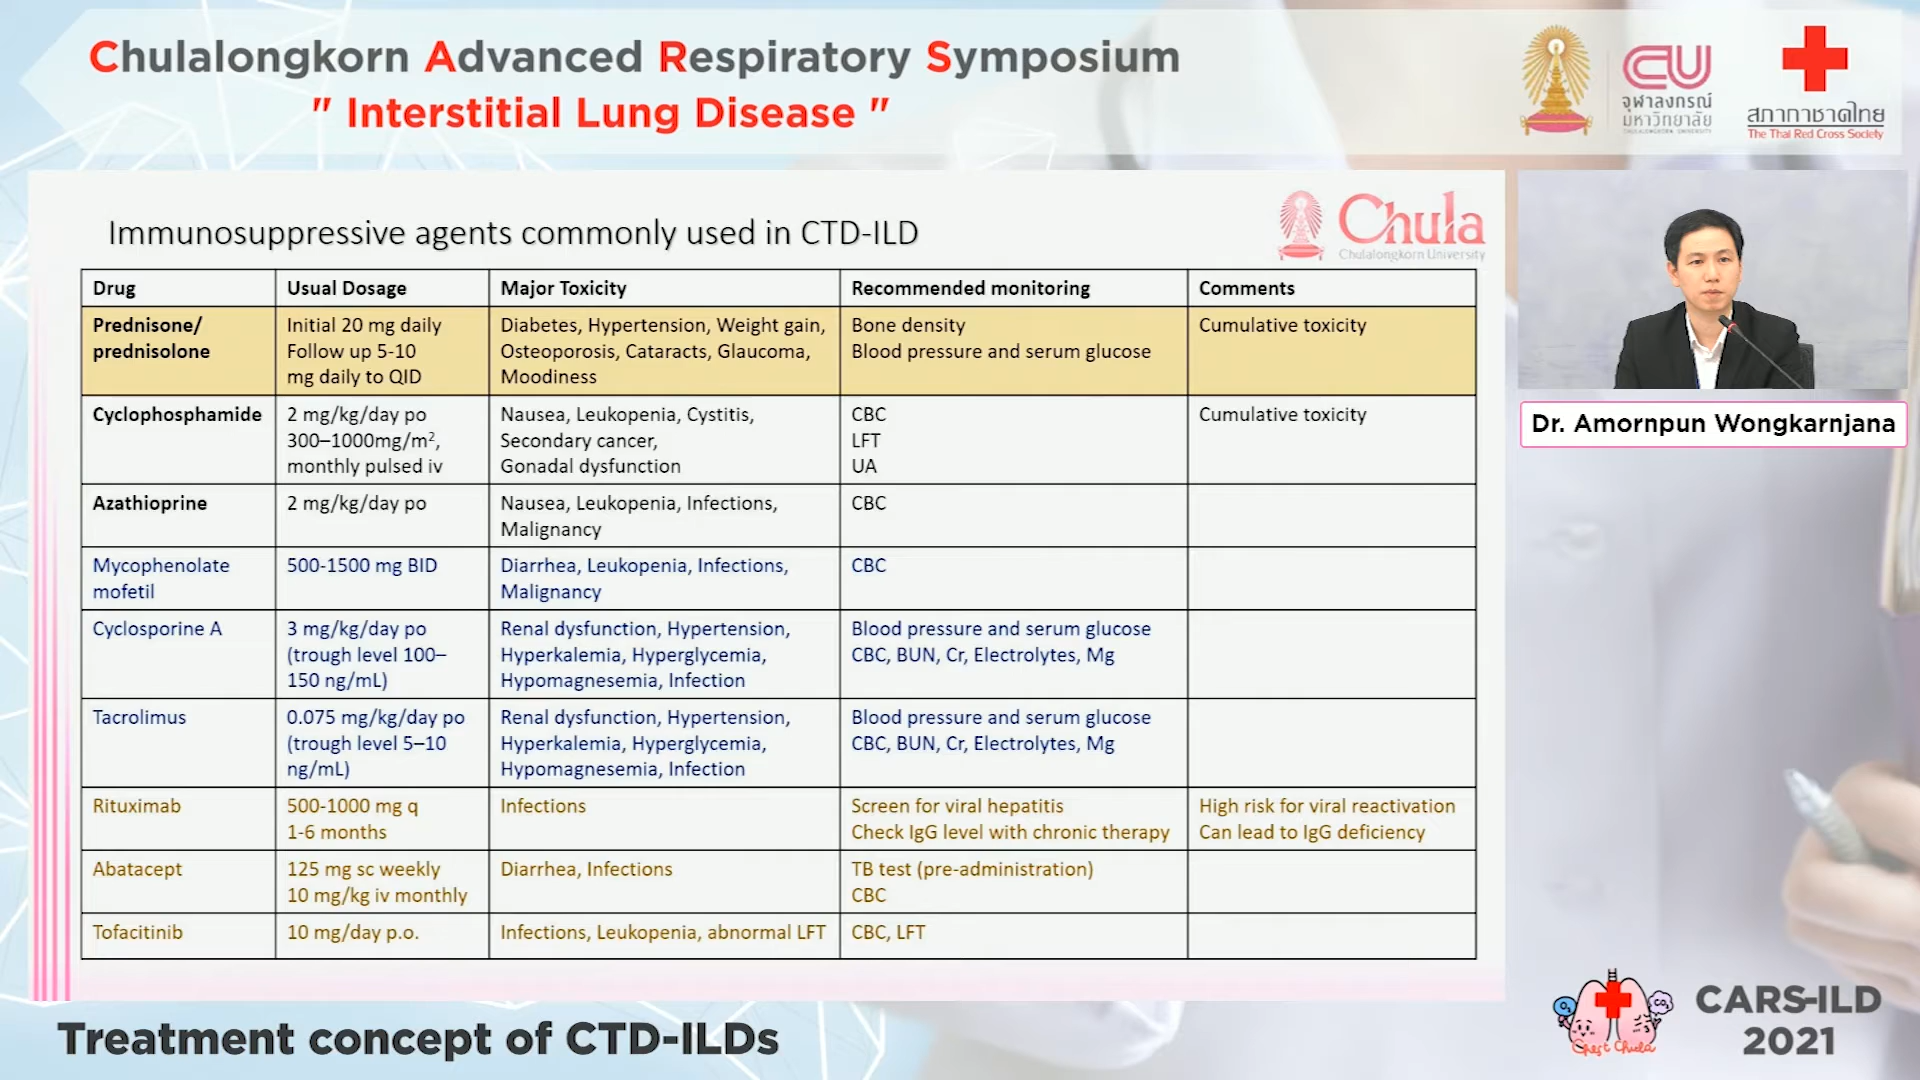 Chulalongkorn Advanced Respiratory Symposium
" Interstitial Lung Disease "
จุฬาลงกรณ์
มหาวิทยาลัย
CHULALONGKORN UNIVERSITY
สภากาชาดไทย
The Thai Red Cross Society
Immunosuppressive agents commonly used in CTD-ILD
Chula
Chulalongkorn University
Drug Usual Dosage Major Toxicity Recommended monitoring Comments
Prednisone/ Initial 20 mg daily Diabetes, Hypertension, Weight gain, Bone density Cumulative toxicity
prednisolone Follow up 5-10 Osteoporosis, Cataracts, Glaucoma, Blood pressure and serum glucose
mg daily to QID Moodiness
Cyclophosphamide 2 mg/kg/day po Nausea, Leukopenia, Cystitis, CBC Cumulative toxicity
300–1000mg/m², Secondary cancer, LFT
monthly pulsed iv Gonadal dysfunction UA
Azathioprine 2 mg/kg/day po Nausea, Leukopenia, Infections, CBC
Malignancy
Mycophenolate 500-1500 mg BID Diarrhea, Leukopenia, Infections, CBC
mofetil Malignancy
Cyclosporine A 3 mg/kg/day po Renal dysfunction, Hypertension, Blood pressure and serum glucose
(trough level 100– Hyperkalemia, Hyperglycemia, CBC, BUN, Cr, Electrolytes, Mg
150 ng/mL) Hypomagnesemia, Infection
Tacrolimus 0.075 mg/kg/day po Renal dysfunction, Hypertension, Blood pressure and serum glucose
(trough level 5–10 Hyperkalemia, Hyperglycemia, CBC, BUN, Cr, Electrolytes, Mg
ng/mL) Hypomagnesemia, Infection
Rituximab 500-1000 mg q Infections Screen for viral hepatitis High risk for viral reactivation
1-6 months Check IgG level with chronic therapy Can lead to IgG deficiency
Abatacept 125 mg sc weekly Diarrhea, Infections TB test (pre-administration)
10 mg/kg iv monthly CBC
Tofacitinib 10 mg/day p.o. Infections, Leukopenia, abnormal LFT CBC, LFT
Dr. Amornpun Wongkarnjana
Treatment concept of CTD-ILDs
O₂
CO₂
Chest Chula
CARS-ILD
2021